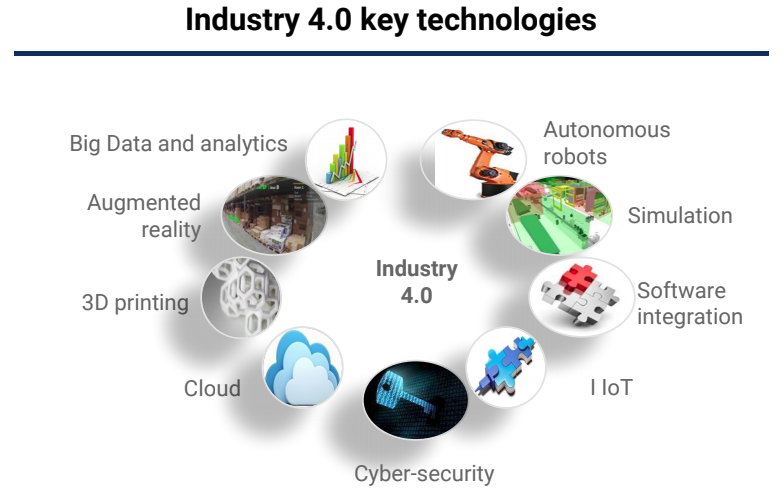 Industry 4.0 key technologies
Big Data and analytics
Autonomous
robots
Augmented
reality
Simulation
Industry
4.0
3D printing
Software
integration
Cloud
I IoT
Cyber-security